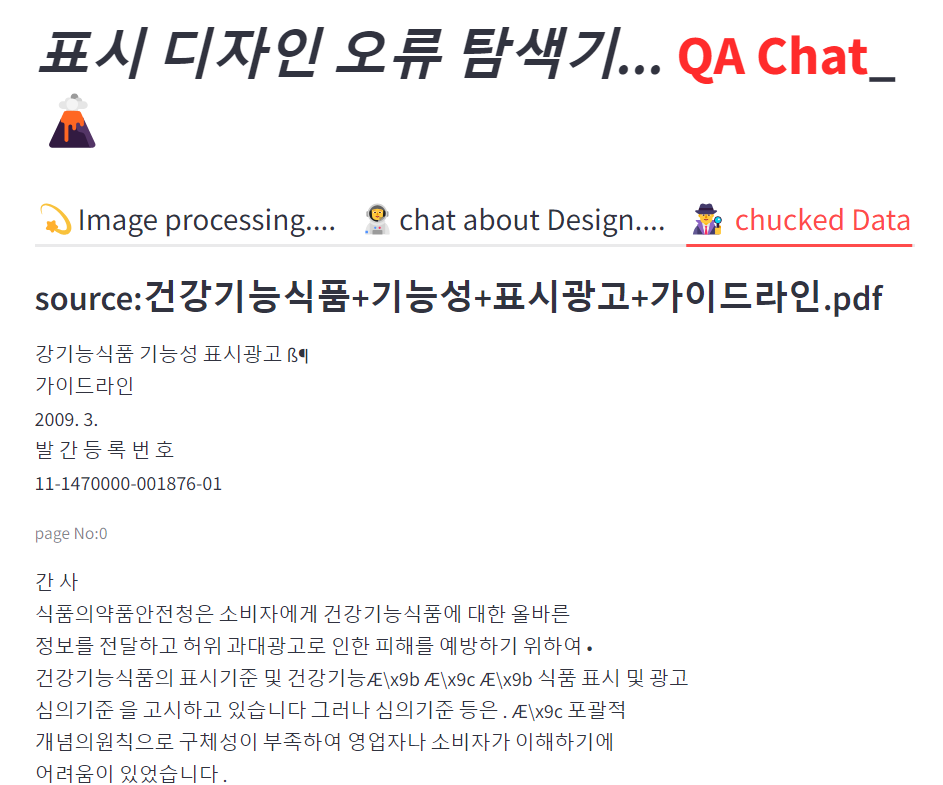 표시 디자인 오류 탐색기... QA Chat_
Image processing.... chat about Design.... chucked Data
source:건강기능식품+기능성+표시광고+가이드라인.pdf
강기능식품 기능성 표시광고 ß¶
가이드라인
2009. 3.
발 간 등 록 번 호
11-1470000-001876-01
page No:0
간 사
식품의약품안전청은 소비자에게 건강기능식품에 대한 올바른
정보를 전달하고 허위 과대광고로 인한 피해를 예방하기 위하여 •
건강기능식품의 표시기준 및 건강기능Æ\x9b Æ\x9c Æ\x9b 식품 표시 및 광고
심의기준 을 고시하고 있습니다 그러나 심의기준 등은 . Æ\x9c 포괄적
개념의원칙으로 구체성이 부족하여 영업자나 소비자가 이해하기에
어려움이 있었습니다 .